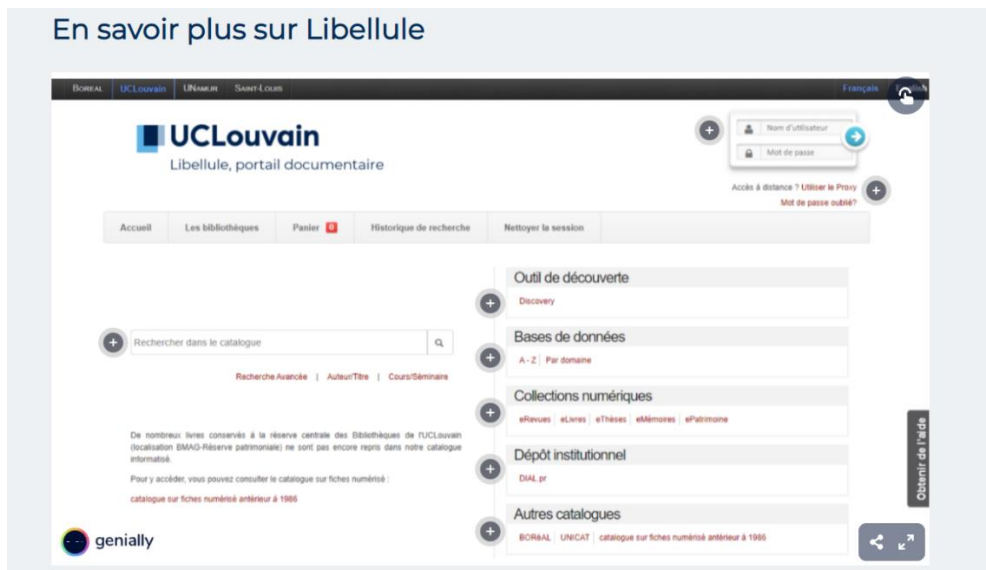 En savoir plus sur Libellule
BOREAL UCLouvain UNAMUR SAINT-LOUIS Français
UCLouvain
Libellule, portail documentaire
Nom d'utilisateur
Mot de passe
Accès à distance ? Utiliser le Proxy
Mot de passe oublié?
Accueil Les bibliothèques Panier 0 Historique de recherche Nettoyer la session
Rechercher dans le catalogue
Recherche Avancée | Auteur/Titre | Cours/Séminaire
De nombreux livres conservés à la réserve centrale des Bibliothèques de l'UCLouvain
(localisation BMAG-Réserve patrimoniale) ne sont pas encore repris dans notre catalogue
informatisé.
Pour y accéder, vous pouvez consulter le catalogue sur fiches numérisé :
catalogue sur fiches numérisé antérieur à 1986
Outil de découverte
Discovery
Bases de données
A - Z Par domaine
Collections numériques
eRevues eLivres eThèses eMémoires ePatrimoine
Dépôt institutionnel
DIAL.pr
Autres catalogues
BORéAL UNICAT catalogue sur fiches numérisé antérieur à 1986
Obtenir de l'aide
genially